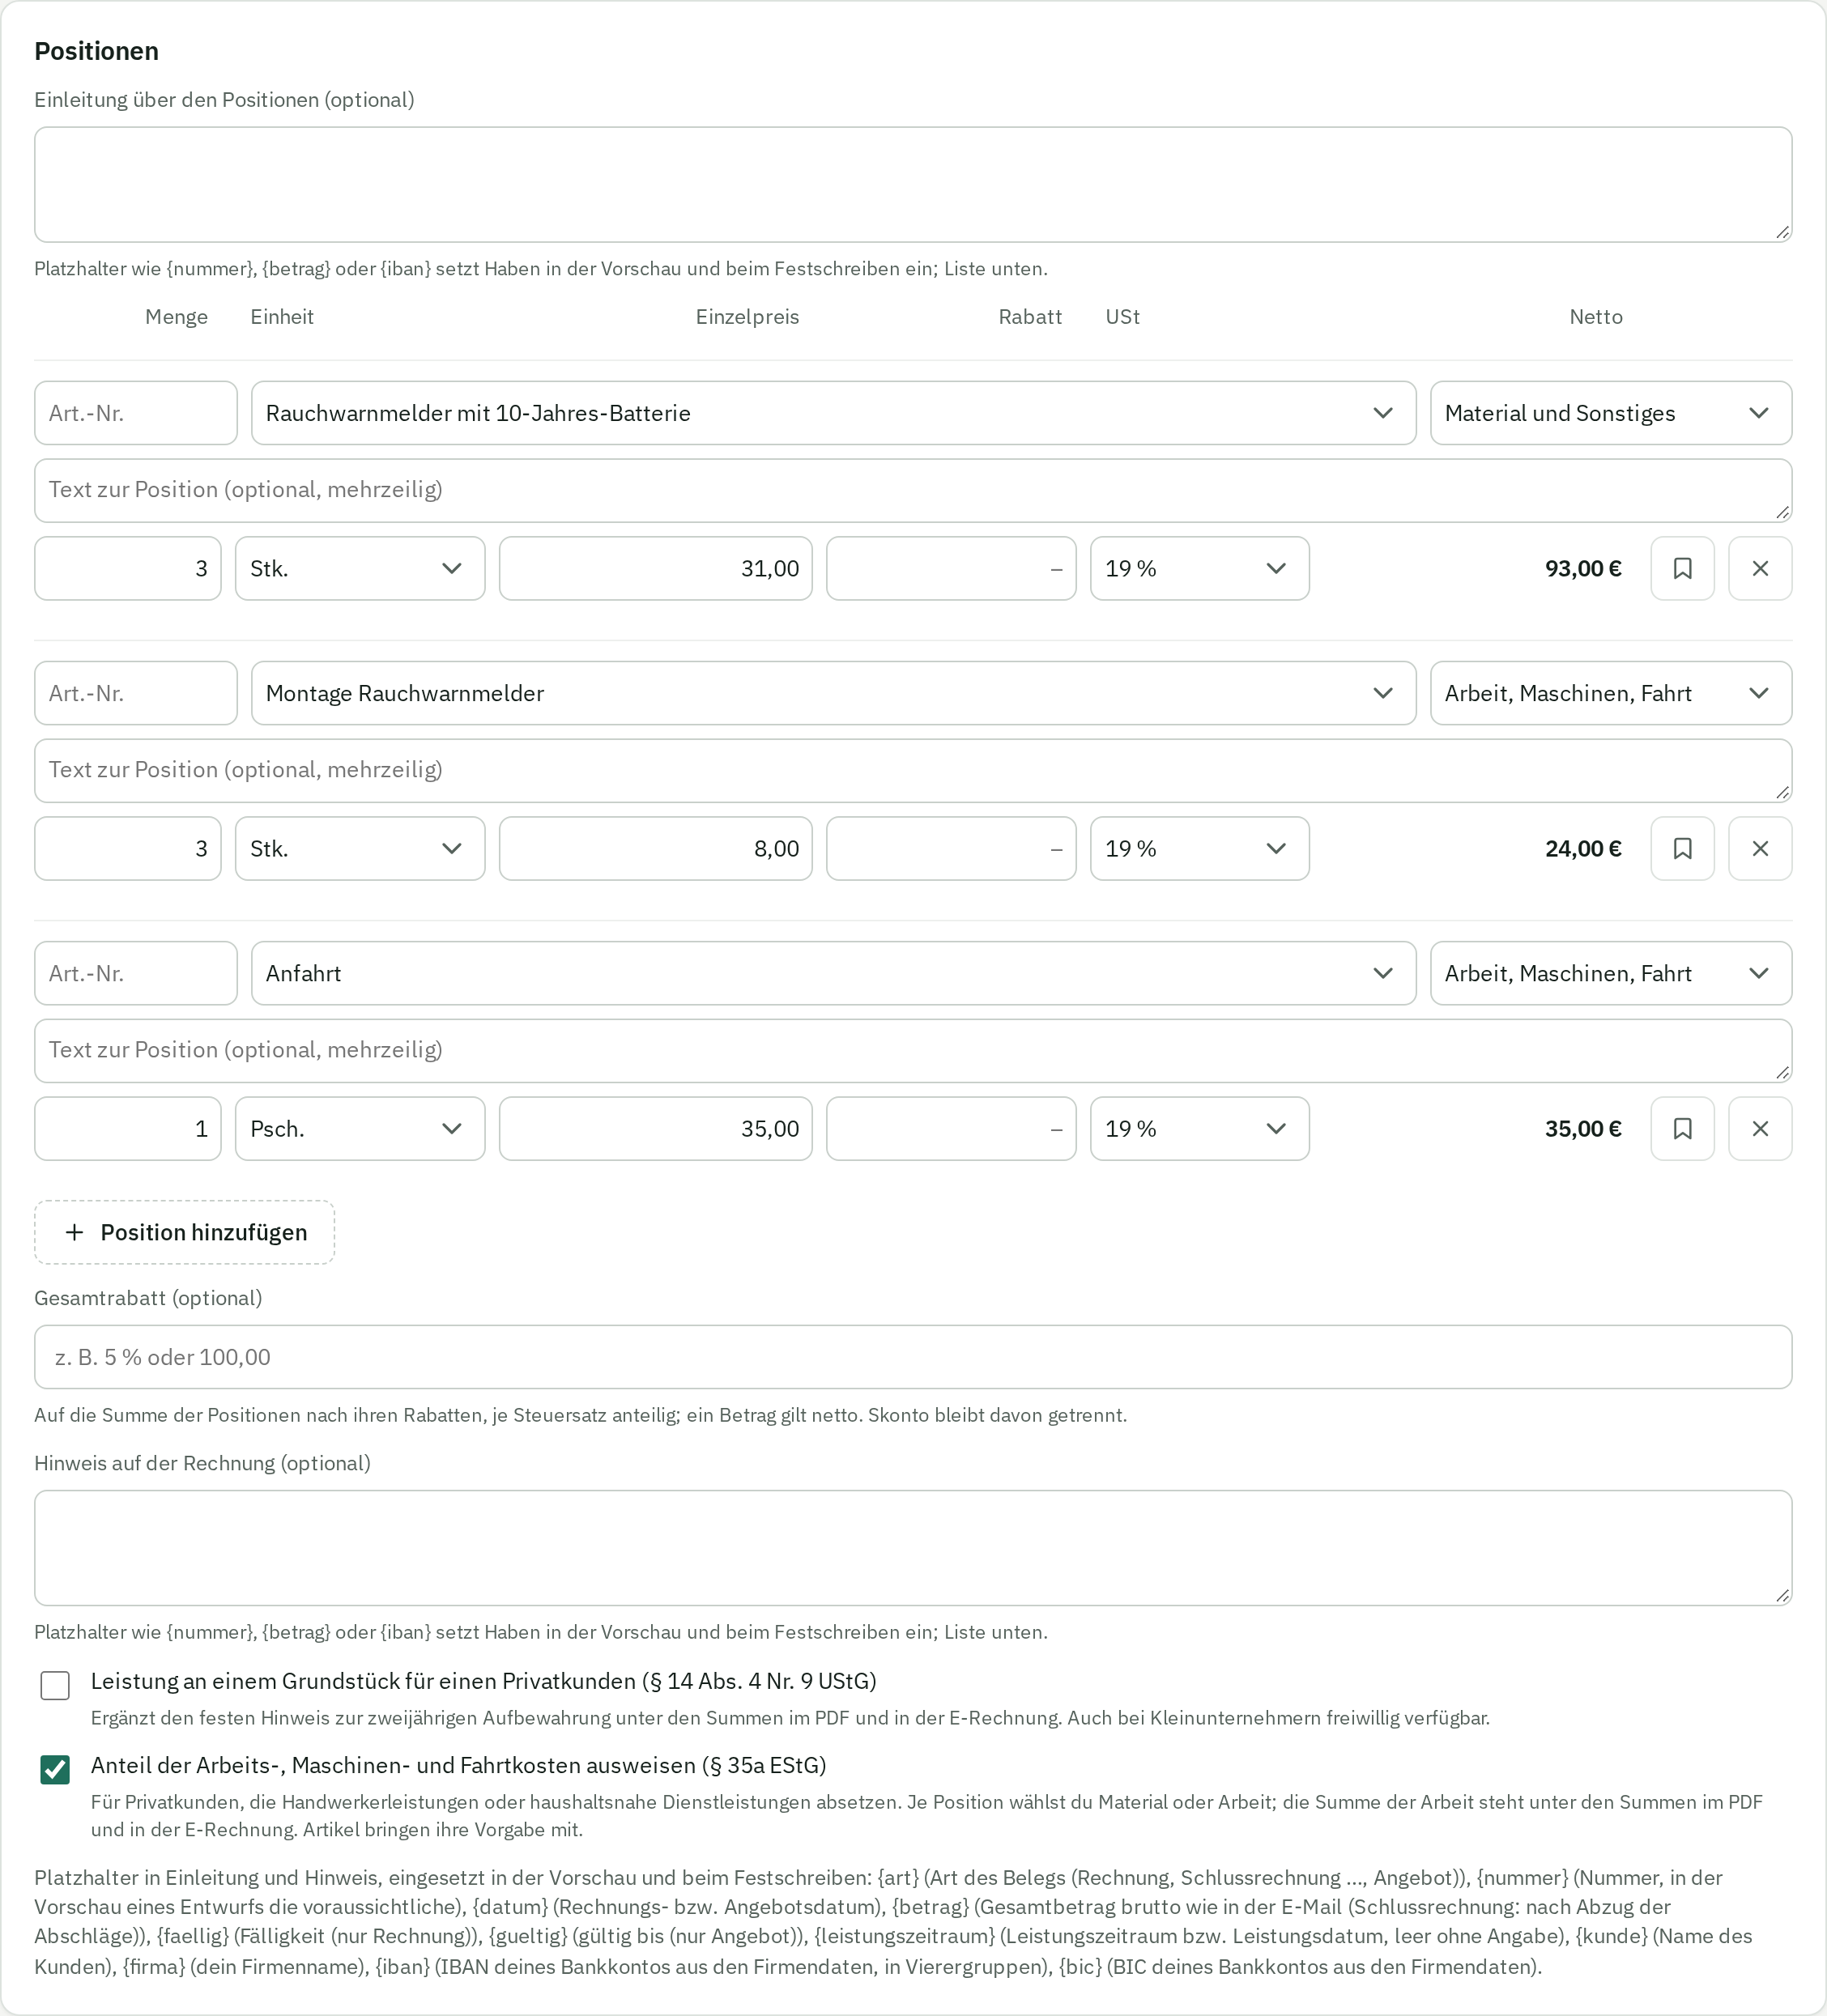 Positionen
Einleitung über den Positionen (optional)
Platzhalter wie {nummer}, {betrag} oder {iban} setzt Haben in der Vorschau und beim Festschreiben ein; Liste unten.
Menge Einheit Einzelpreis Rabatt USt Netto
Art.-Nr. Rauchwarnmelder mit 10-Jahres-Batterie Material und Sonstiges
Text zur Position (optional, mehrzeilig)
3 Stk. 31,00 – 19 % 93,00 €
Art.-Nr. Montage Rauchwarnmelder Arbeit, Maschinen, Fahrt
Text zur Position (optional, mehrzeilig)
3 Stk. 8,00 – 19 % 24,00 €
Art.-Nr. Anfahrt Arbeit, Maschinen, Fahrt
Text zur Position (optional, mehrzeilig)
1 Psch. 35,00 – 19 % 35,00 €
+ Position hinzufügen
Gesamtrabatt (optional)
z. B. 5 % oder 100,00
Auf die Summe der Positionen nach ihren Rabatten, je Steuersatz anteilig; ein Betrag gilt netto. Skonto bleibt davon getrennt.
Hinweis auf der Rechnung (optional)
Platzhalter wie {nummer}, {betrag} oder {iban} setzt Haben in der Vorschau und beim Festschreiben ein; Liste unten.
Leistung an einem Grundstück für einen Privatkunden (§ 14 Abs. 4 Nr. 9 UStG)
Ergänzt den festen Hinweis zur zweijährigen Aufbewahrung unter den Summen im PDF und in der E-Rechnung. Auch bei Kleinunternehmern freiwillig verfügbar.
Anteil der Arbeits-, Maschinen- und Fahrtkosten ausweisen (§ 35a EStG)
Für Privatkunden, die Handwerkerleistungen oder haushaltsnahe Dienstleistungen absetzen. Je Position wählst du Material oder Arbeit; die Summe der Arbeit steht unter den Summen im PDF
und in der E-Rechnung. Artikel bringen ihre Vorgabe mit.
Platzhalter in Einleitung und Hinweis, eingesetzt in der Vorschau und beim Festschreiben: {art} (Art des Belegs (Rechnung, Schlussrechnung …, Angebot)), {nummer} (Nummer, in der
Vorschau eines Entwurfs die voraussichtliche), {datum} (Rechnungs- bzw. Angebotsdatum), {betrag} (Gesamtbetrag brutto wie in der E-Mail (Schlussrechnung: nach Abzug der
Abschläge)), {faellig} (Fälligkeit (nur Rechnung)), {gueltig} (gültig bis (nur Angebot)), {leistungszeitraum} (Leistungszeitraum bzw. Leistungsdatum, leer ohne Angabe), {kunde} (Name des
Kunden), {firma} (dein Firmenname), {iban} (IBAN deines Bankkontos aus den Firmendaten, in Vierergruppen), {bic} (BIC deines Bankkontos aus den Firmendaten).